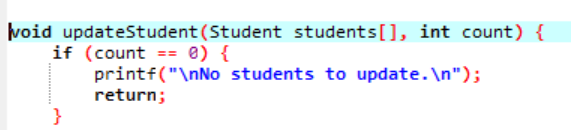 void updateStudent(Student students[], int count) {
    if (count == 0) {
        printf("\nNo students to update.\n");
        return;
    }